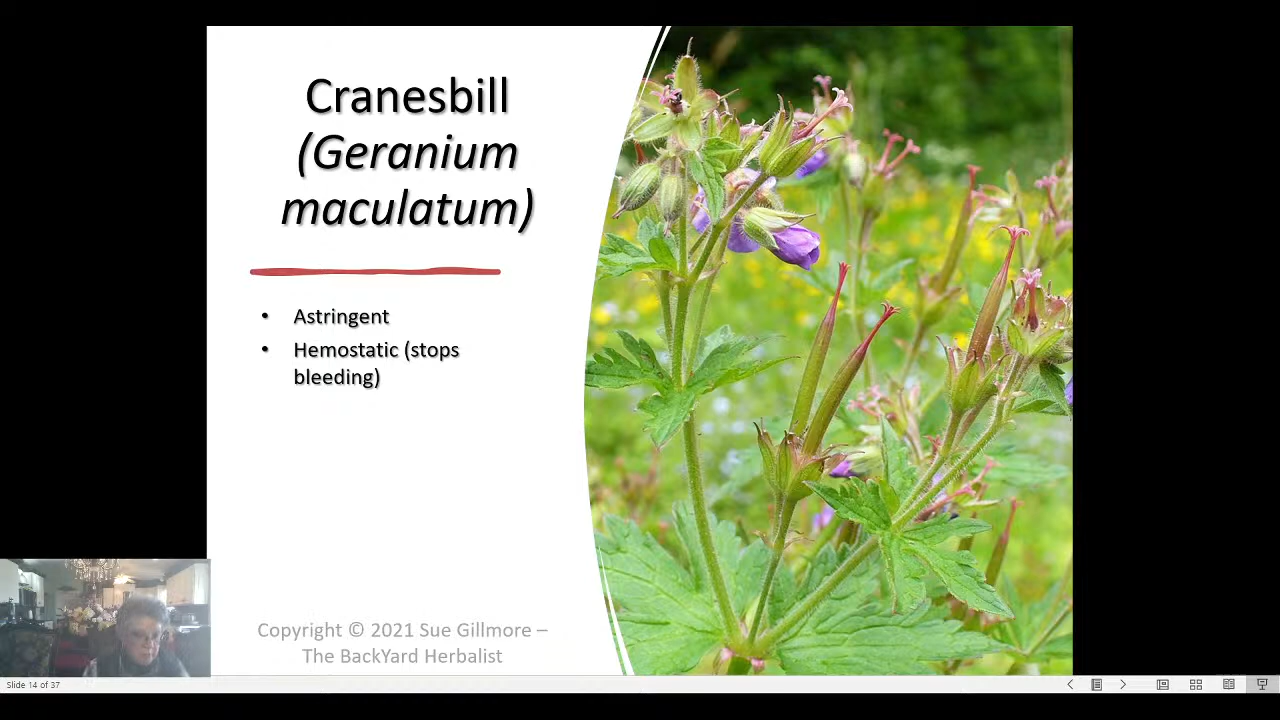 Cranesbill
(Geranium
maculatum)
• Astringent
• Hemostatic (stops
bleeding)
Copyright © 2021 Sue Gillmore –
The BackYard Herbalist
Slide 14 of 37